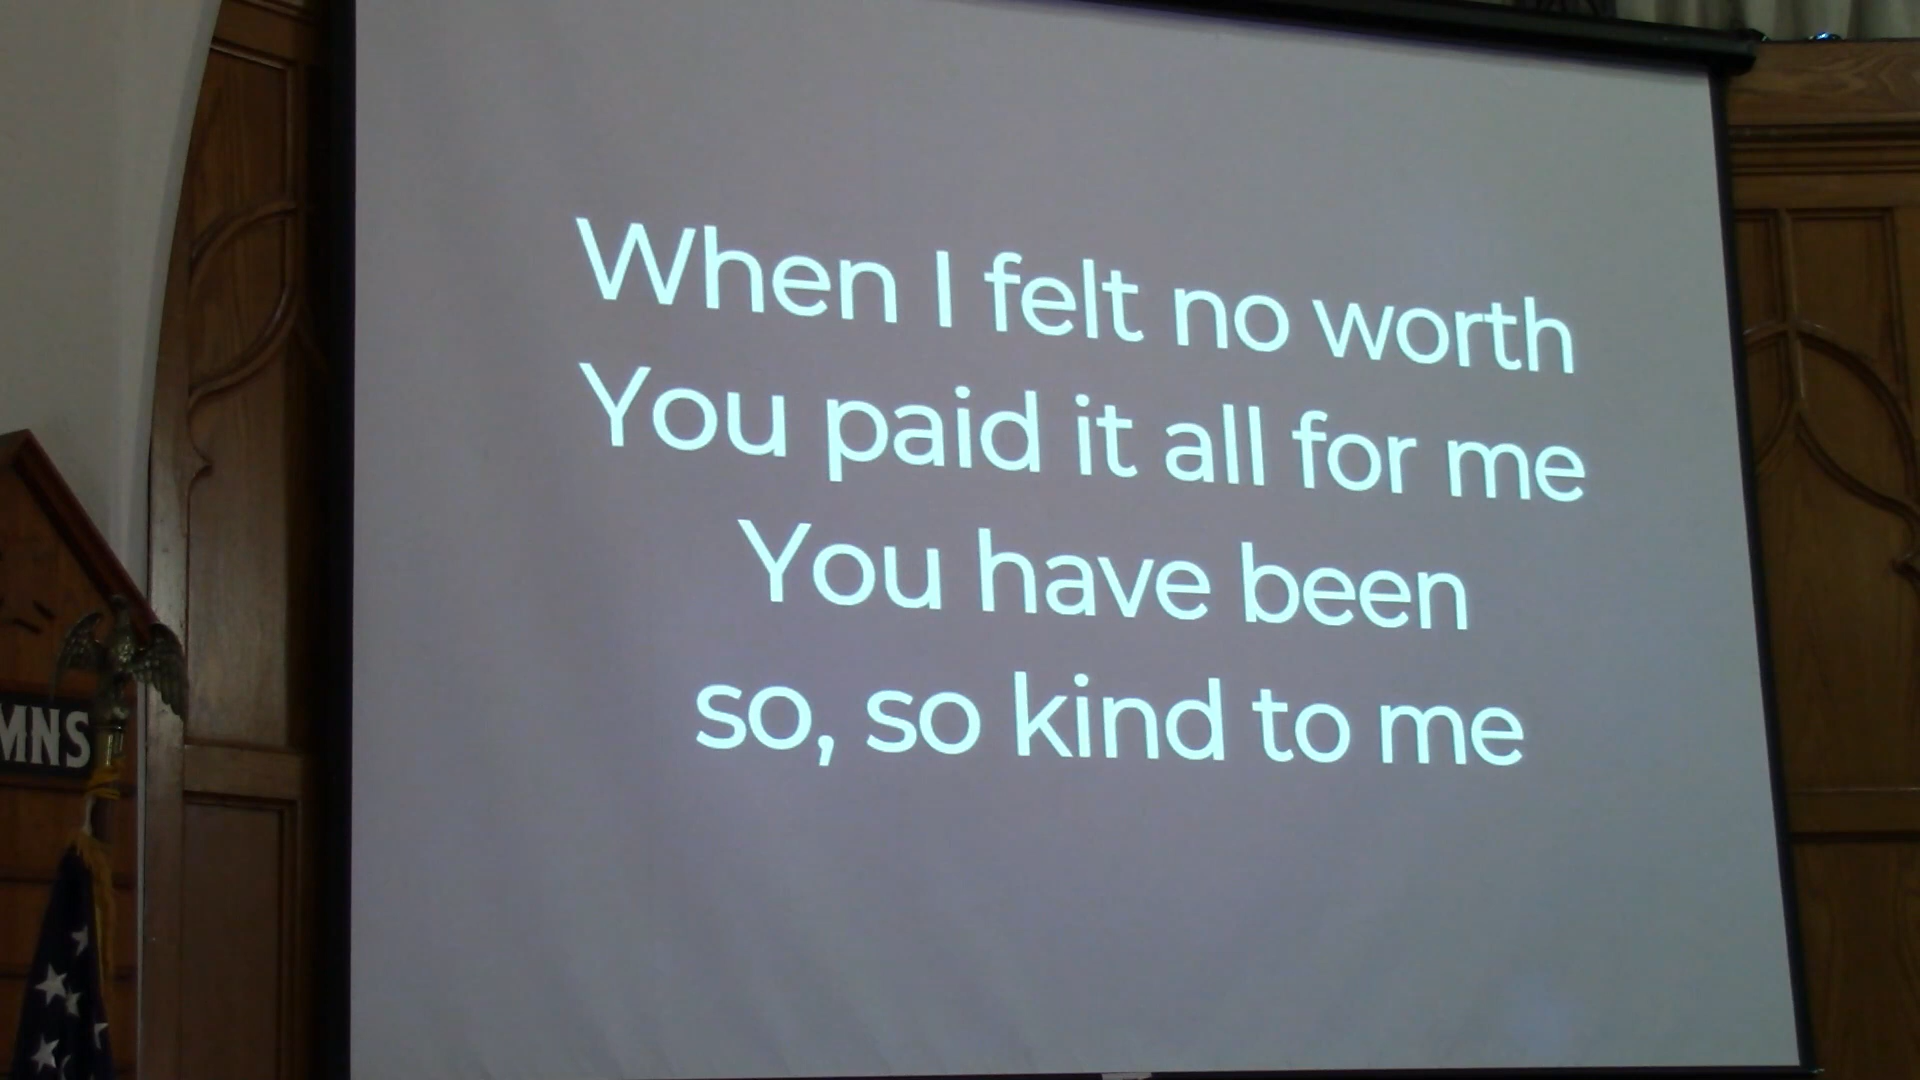 When I felt no worth
You paid it all for me
You have been
so, so kind to me
MNS